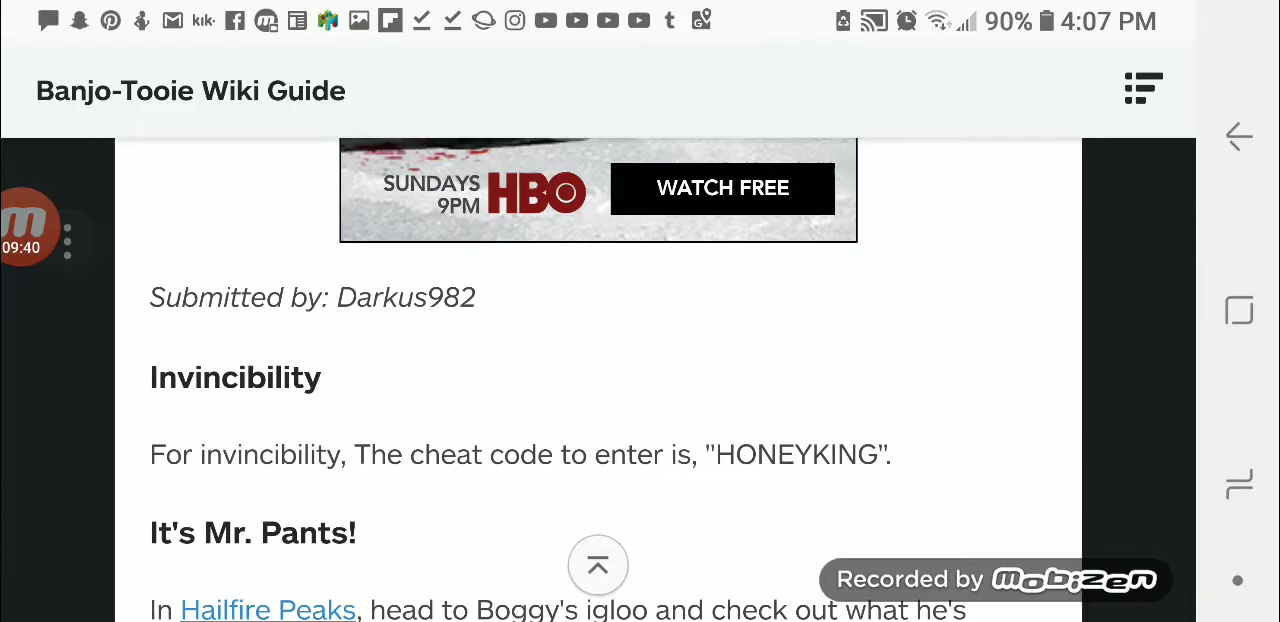 kik. 90% 4:07 PM
Banjo-Tooie Wiki Guide
SUNDAYS HBO WATCH FREE
9PM
09:40
Submitted by: Darkus982
Invincibility
For invincibility, The cheat code to enter is, "HONEYKING".
It's Mr. Pants!
Recorded by mobizen
In Hailfire Peaks, head to Boggy's igloo and check out what he's